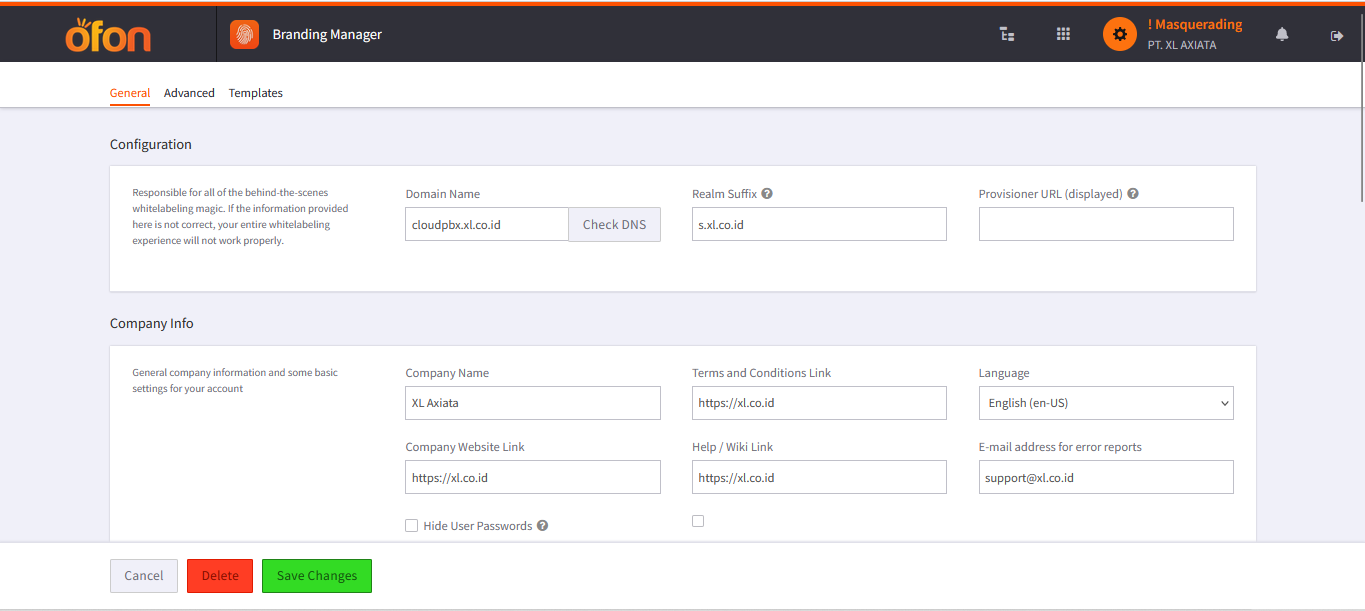 ofon
Branding Manager
! Masquerading
PT. XL AXIATA
General Advanced Templates
Configuration
Responsible for all of the behind-the-scenes
whitelabeling magic. If the information provided
here is not correct, your entire whitelabeling
experience will not work properly.
Domain Name
cloudpbx.xl.co.id
Check DNS
Realm Suffix
s.xl.co.id
Provisioner URL (displayed)
Company Info
General company information and some basic
settings for your account
Company Name
XL Axiata
Terms and Conditions Link
https://xl.co.id
Language
English (en-US)
Company Website Link
https://xl.co.id
Help / Wiki Link
https://xl.co.id
E-mail address for error reports
support@xl.co.id
Hide User Passwords
Cancel
Delete
Save Changes